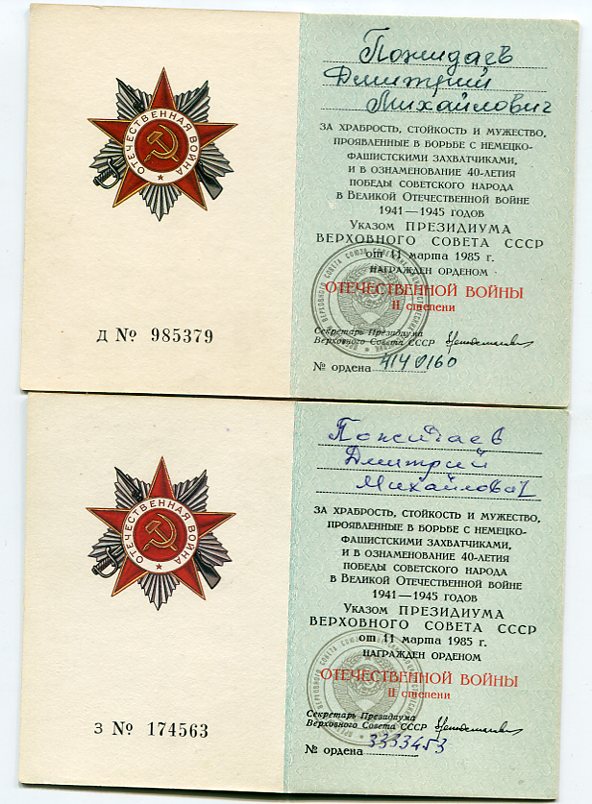 ОТЕЧЕСТВЕННАЯ ВОЙНА
Д № 985379
Пожидаев
Дмитрий
Михайлович
ЗА ХРАБРОСТЬ, СТОЙКОСТЬ И МУЖЕСТВО,
ПРОЯВЛЕННЫЕ В БОРЬБЕ С НЕМЕЦКО-
ФАШИСТСКИМИ ЗАХВАТЧИКАМИ,
И В ОЗНАМЕНОВАНИЕ 40-ЛЕТИЯ
ПОБЕДЫ СОВЕТСКОГО НАРОДА
В ВЕЛИКОЙ ОТЕЧЕСТВЕННОЙ ВОЙНЕ
1941—1945 ГОДОВ
УКАЗОМ ПРЕЗИДИУМА
ВЕРХОВНОГО СОВЕТА СССР
от 11 марта 1985 г.
НАГРАЖДЕН ОРДЕНОМ
ОТЕЧЕСТВЕННОЙ ВОЙНЫ
II степени
Секретарь Президиума
Верховного Совета СССР
№ ордена 4140160
ОТЕЧЕСТВЕННАЯ ВОЙНА
З № 174563
Пожидаев
Дмитрий
Михайлович
ЗА ХРАБРОСТЬ, СТОЙКОСТЬ И МУЖЕСТВО,
ПРОЯВЛЕННЫЕ В БОРЬБЕ С НЕМЕЦКО-
ФАШИСТСКИМИ ЗАХВАТЧИКАМИ,
И В ОЗНАМЕНОВАНИЕ 40-ЛЕТИЯ
ПОБЕДЫ СОВЕТСКОГО НАРОДА
В ВЕЛИКОЙ ОТЕЧЕСТВЕННОЙ ВОЙНЕ
1941—1945 ГОДОВ
УКАЗОМ ПРЕЗИДИУМА
ВЕРХОВНОГО СОВЕТА СССР
от 11 марта 1985 г.
НАГРАЖДЕН ОРДЕНОМ
ОТЕЧЕСТВЕННОЙ ВОЙНЫ
II степени
Секретарь Президиума
Верховного Совета СССР
№ ордена 3333453